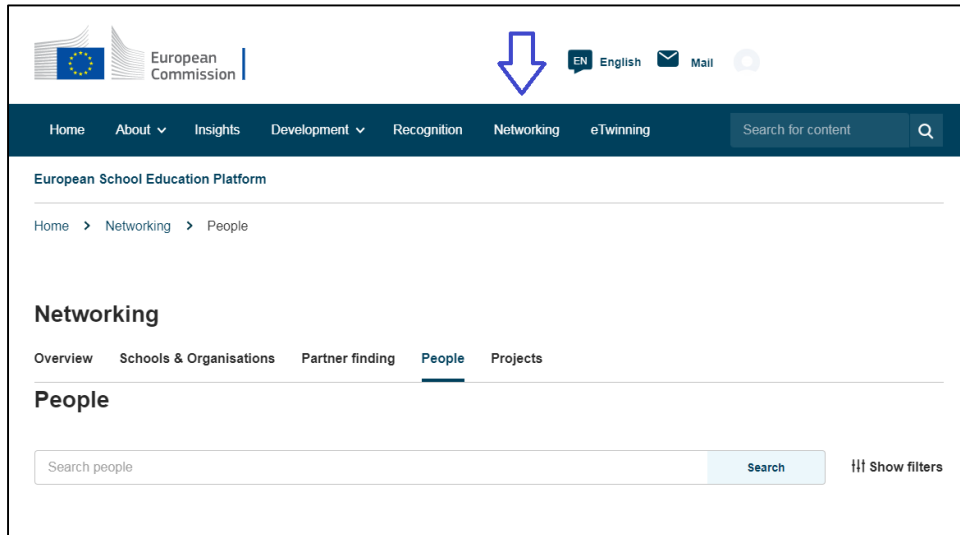 European
Commission
EN English Mail
Home About Insights Development Recognition Networking eTwinning Search for content
European School Education Platform
Home > Networking > People
Networking
Overview Schools & Organisations Partner finding People Projects
People
Search people Search Show filters